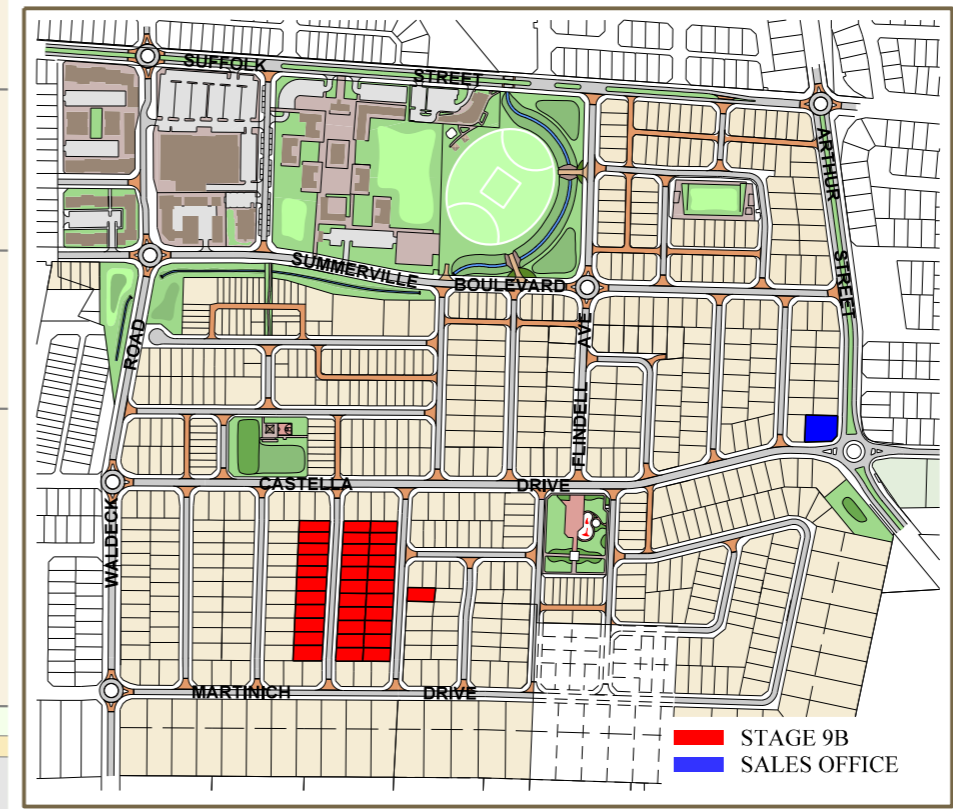 SUFFOLK STREET
ARTHUR STREET
SUMMERVILLE BOULEVARD
WALDECK ROAD
FLINDELL AVE
CASTELLA DRIVE
MARTINICH DRIVE
STAGE 9B
SALES OFFICE